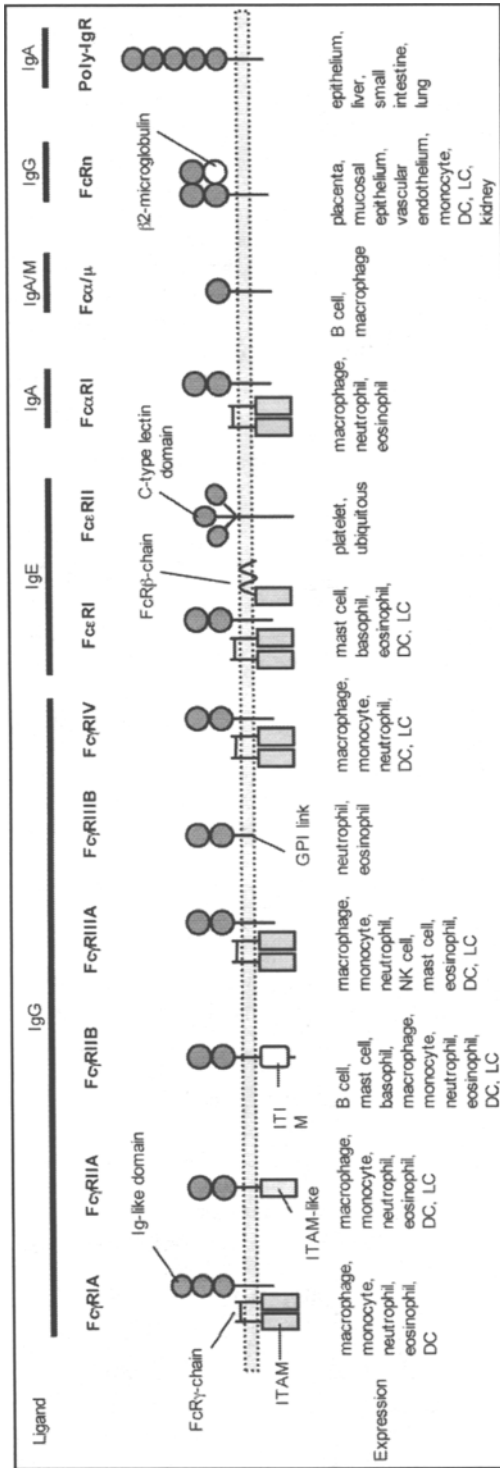 Ligand
IgG
IgE
IgA
IgA/M
IgG
IgA
FcγRIA
FcγRIIA
FcγRIIB
FcγRIIIA
FcγRIIIB
FcγRIV
FcεRI
FcεRII
FcαRI
Fcα/μ
FcRn
Poly-IgR
Ig-like domain
FcRγ-chain
ITAM
ITAM-like
ITI
M
GPI link
FcRβ-chain
C-type lectin
domain
β2-microglobulin
Expression
macrophage,
monocyte,
neutrophil,
eosinophil,
DC
macrophage,
monocyte,
neutrophil,
eosinophil,
DC, LC
B cell,
mast cell,
basophil,
macrophage,
monocyte,
neutrophil,
eosinophil,
DC, LC
macrophage,
monocyte,
neutrophil,
NK cell,
mast cell,
eosinophil,
DC, LC
neutrophil,
eosinophil
macrophage,
monocyte,
neutrophil,
DC, LC
mast cell,
basophil,
eosinophil,
DC, LC
platelet,
ubiquitous
macrophage,
neutrophil,
eosinophil
B cell,
macrophage
placenta,
mucosal
epithelium,
vascular
endothelium,
monocyte,
DC, LC,
kidney
epithelium,
liver,
small
intestine,
lung